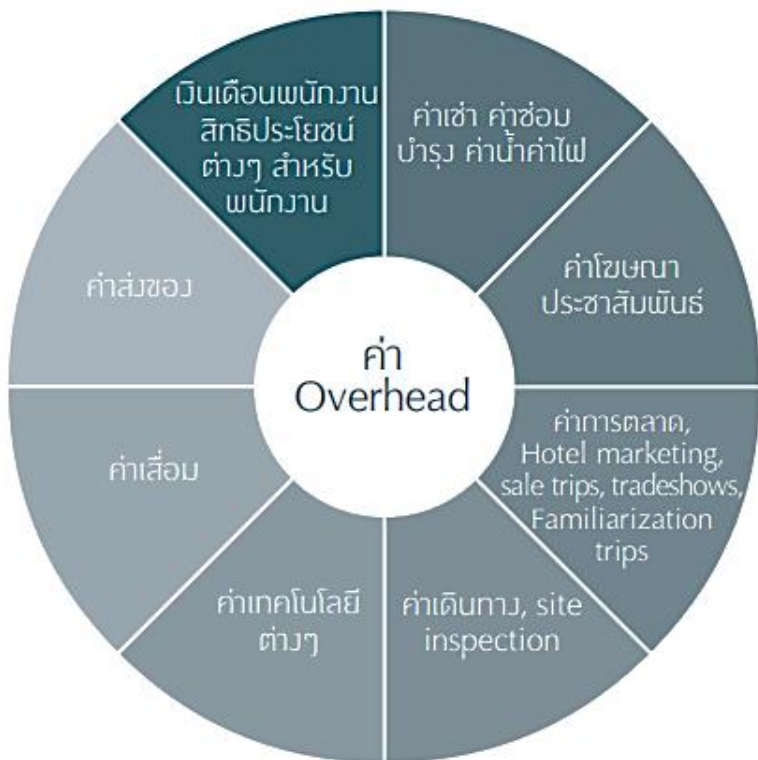 ค่า
Overhead
เงินเดือนพนักงาน
สิทธิประโยชน์
ต่างๆ สำหรับ
พนักงาน
ค่าเช่า ค่าซ่อม
บำรุง ค่าน้ำค่าไฟ
ค่าโฆษณา
ประชาสัมพันธ์
ค่าการตลาด,
Hotel marketing,
sale trips, tradeshows,
Familiarization
trips
ค่าเดินทาง, site
inspection
ค่าเทคโนโลยี
ต่างๆ
ค่าเสื่อม
ค่าส่งของ